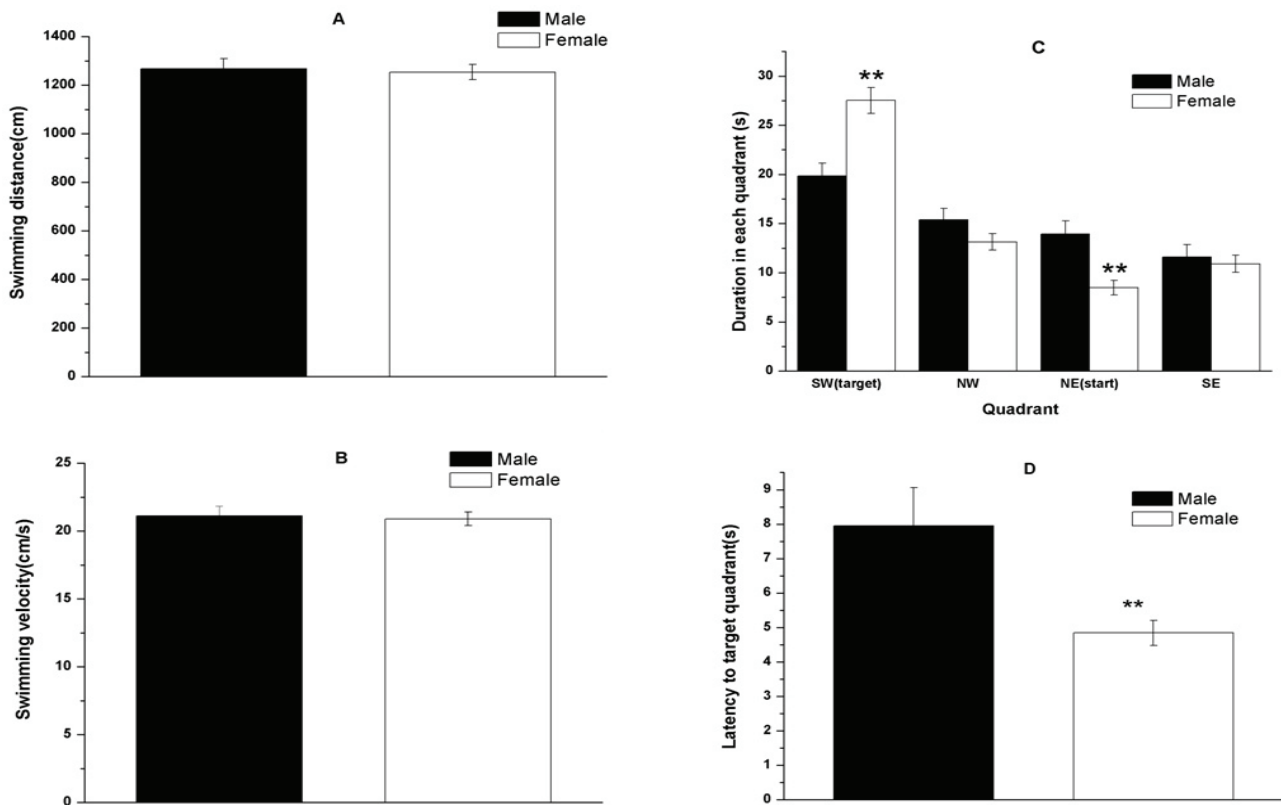 A
Male
Female
Swimming distance(cm)
1400
1200
1000
800
600
400
200
0
C
Male
Female
**
**
Duration in each quadrant (s)
30
25
20
15
10
5
0
SW(target) NW NE(start) SE
Quadrant
B
Male
Female
Swimming velocity(cm/s)
25
20
15
10
5
0
D
Male
Female
**
Latency to target quadrant(s)
9
8
7
6
5
4
3
2
1
0